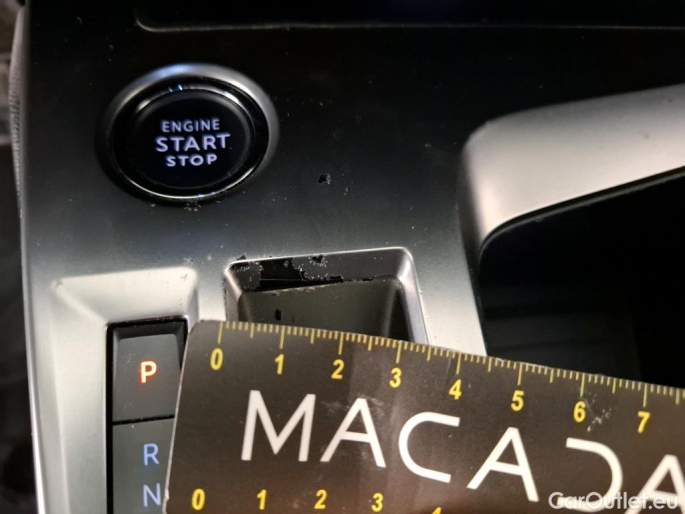 ENGINE
START
STOP
P
R
N
0 1 2 3 4 5 6 7
MACADA
0 1 2 3
CarOutlet.eu